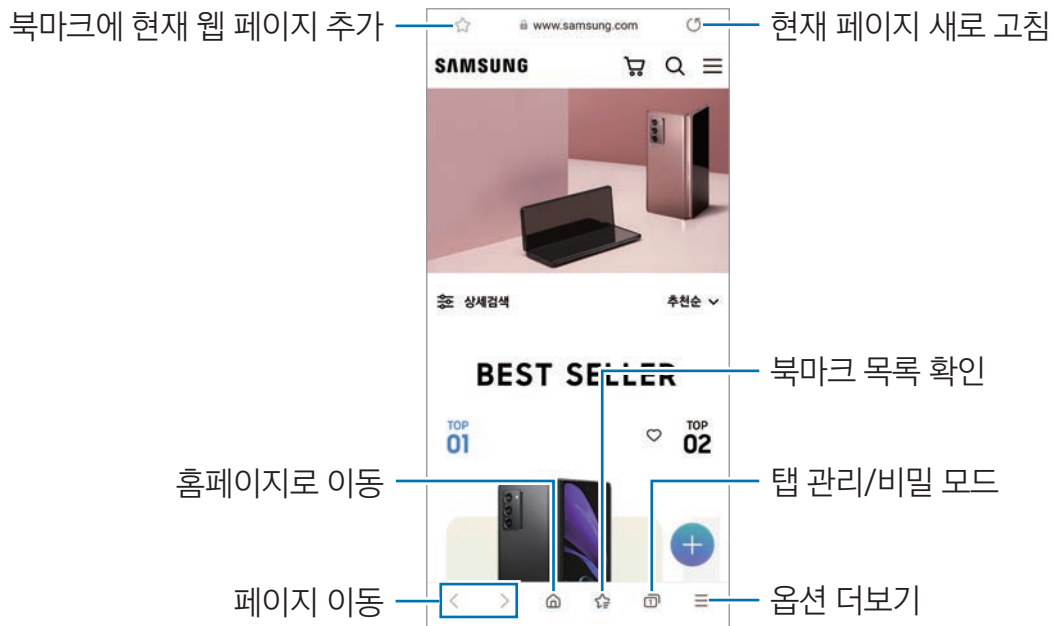 북마크에 현재 웹 페이지 추가
www.samsung.com
현재 페이지 새로 고침
SAMSUNG
상세검색
추천순
BEST SELLER
북마크 목록 확인
TOP
01
TOP
02
홈페이지로 이동
탭 관리/비밀 모드
페이지 이동
1
옵션 더보기